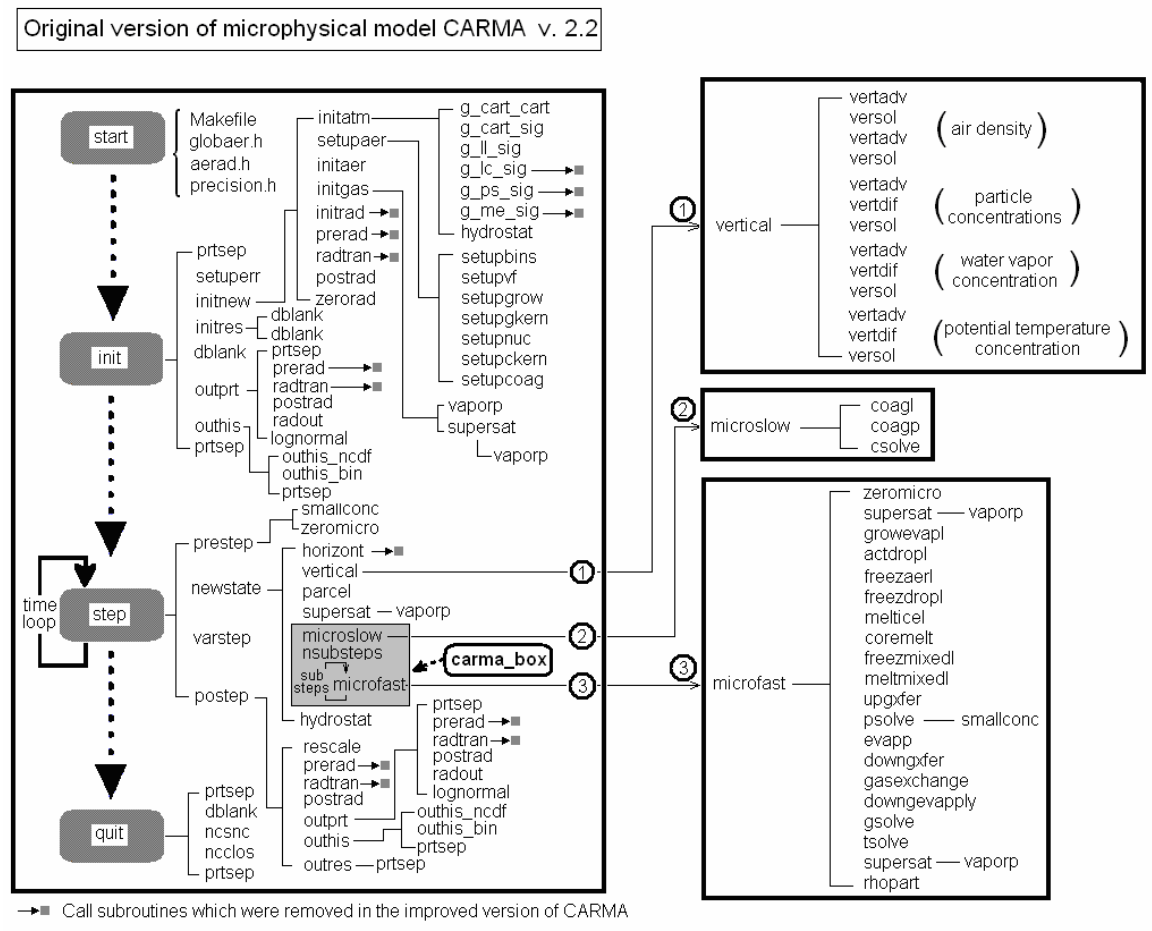 Original version of microphysical model CARMA v. 2.2
start
Makefile
globaer.h
aerad.h
precision.h
init
prtsep
setuperr
initnew
initres
dblank
outprt
outhis
prtsep
initatm
setupaer
initaer
initgas
initrad
prerad
radtran
postrad
zerorad
dblank
dblank
prtsep
prerad
radtran
postrad
radout
lognormal
outhis_ncdf
outhis_bin
prtsep
g_cart_cart
g_cart_sig
g_ll_sig
g_lc_sig
g_ps_sig
g_me_sig
hydrostat
setupbins
setupvf
setupgrow
setupgkern
setupnuc
setupckern
setupcoag
vaporp
supersat
vaporp
time
loop
step
prestep
newstate
varstep
postep
smallconc
zeromicro
horizont
vertical
parcel
supersat
vaporp
microslow
nsubsteps
sub
steps
microfast
carma_box
hydrostat
1
2
3
rescale
prerad
radtran
postrad
outprt
outhis
outres
prtsep
prtsep
prerad
radtran
postrad
radout
lognormal
outhis_ncdf
outhis_bin
prtsep
quit
prtsep
dblank
ncsnc
ncclos
prtsep
1
vertical
vertadv
versol
vertadv
versol
(air density)
vertadv
vertdif
versol
(particle
concentrations)
vertadv
vertdif
versol
(water vapor
concentration)
vertadv
vertdif
versol
(potential temperature
concentration)
2
microslow
coagl
coagp
csolve
3
microfast
zeromicro
supersat
vaporp
growevapl
actdropl
freezaerl
freezdropl
melticel
coremelt
freezmixedl
meltmixedl
upgxfer
psolve
smallconc
evapp
downgxfer
gasexchange
downgevapply
gsolve
tsolve
supersat
vaporp
rhopart
Call subroutines which were removed in the improved version of CARMA